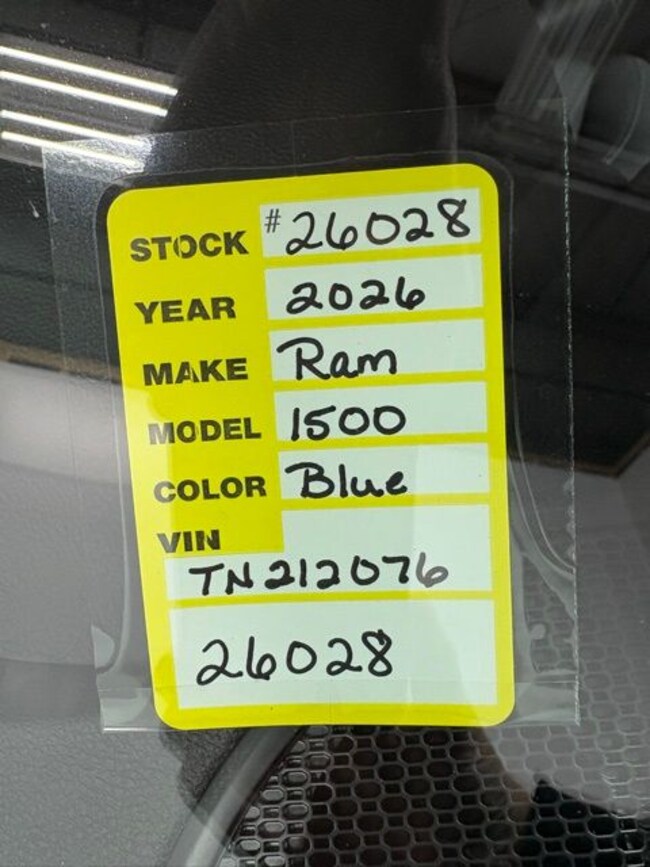 STOCK #26028
YEAR 2026
MAKE Ram
MODEL 1500
COLOR Blue
VIN
TN212076
26028